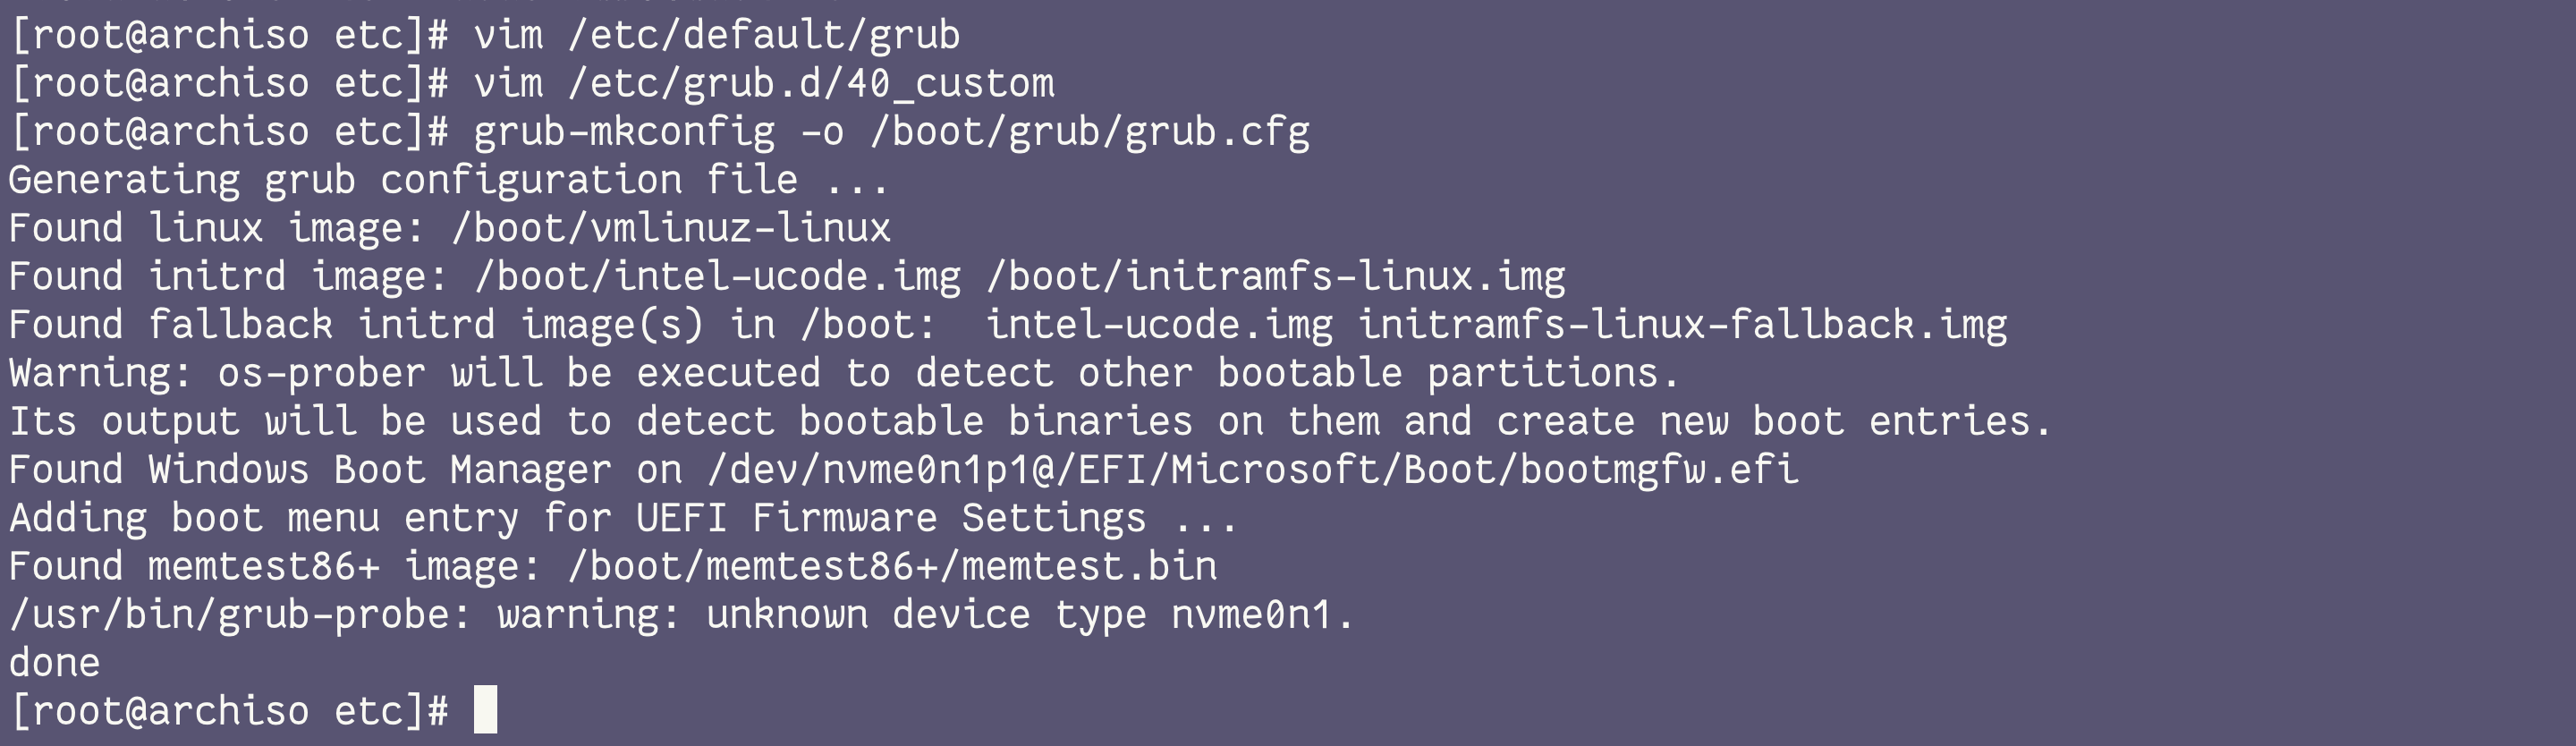 [root@archiso etc]# vim /etc/default/grub
[root@archiso etc]# vim /etc/grub.d/40_custom
[root@archiso etc]# grub-mkconfig -o /boot/grub/grub.cfg
Generating grub configuration file ...
Found linux image: /boot/vmlinuz-linux
Found initrd image: /boot/intel-ucode.img /boot/initramfs-linux.img
Found fallback initrd image(s) in /boot:  intel-ucode.img initramfs-linux-fallback.img
Warning: os-prober will be executed to detect other bootable partitions.
Its output will be used to detect bootable binaries on them and create new boot entries.
Found Windows Boot Manager on /dev/nvme0n1p1@/EFI/Microsoft/Boot/bootmgfw.efi
Adding boot menu entry for UEFI Firmware Settings ...
Found memtest86+ image: /boot/memtest86+/memtest.bin
/usr/bin/grub-probe: warning: unknown device type nvme0n1.
done
[root@archiso etc]#